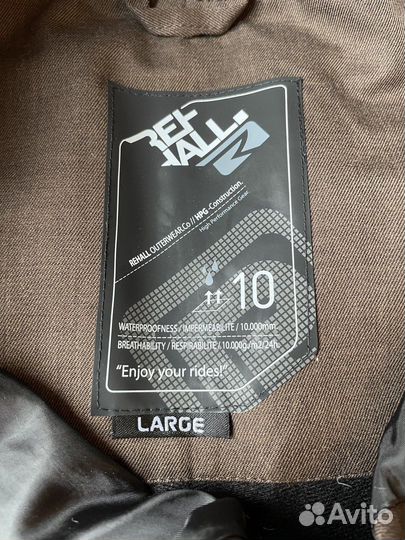 REHALL.
REHALL OUTERWEAR.Co // HPG-Construction.
High Performance Gear.
10
WATERPROOFNESS / IMPERMEABILITE / 10.000mm.
BREATHABILITY / RESPIRABILITE / 10.000g/m2/24h.
“Enjoy your rides!”
LARGE
Avito